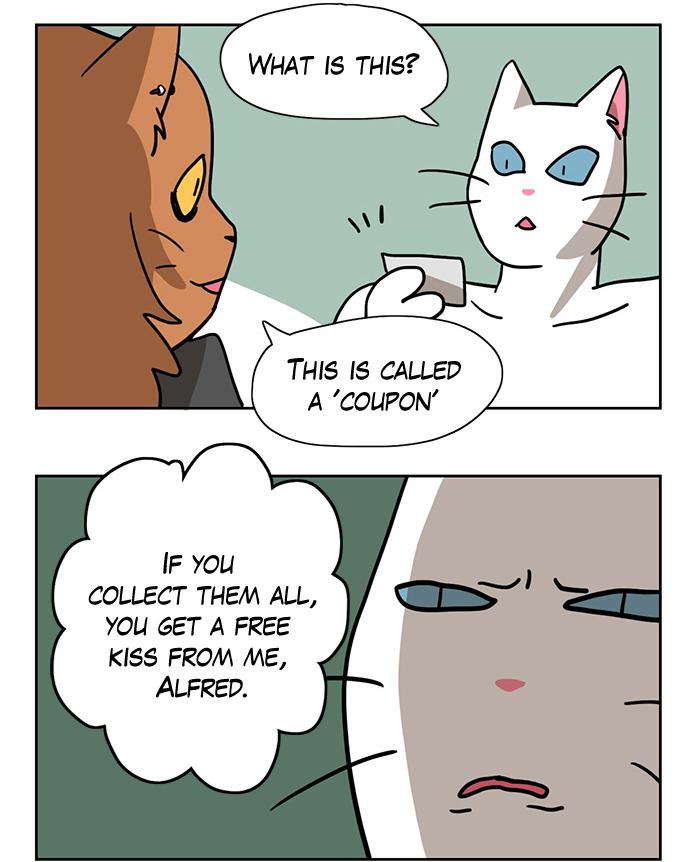 WHAT IS THIS?
THIS IS CALLED
A 'COUPON'
IF YOU
COLLECT THEM ALL,
YOU GET A FREE
KISS FROM ME,
ALFRED.